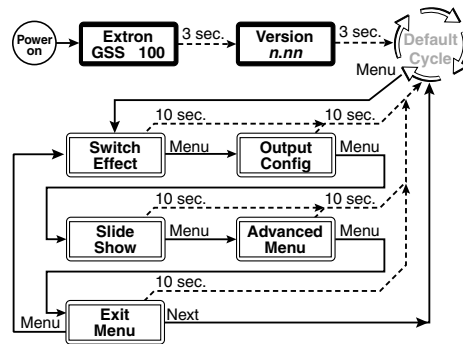 Power
on
Extron
GSS 100
3 sec.
Version
n.nn
3 sec.
Default
Cycle
Menu
10 sec.
10 sec.
Switch
Effect
Menu
Output
Config
Menu
10 sec.
10 sec.
Slide
Show
Menu
Advanced
Menu
Menu
10 sec.
Exit
Menu
Menu
Next